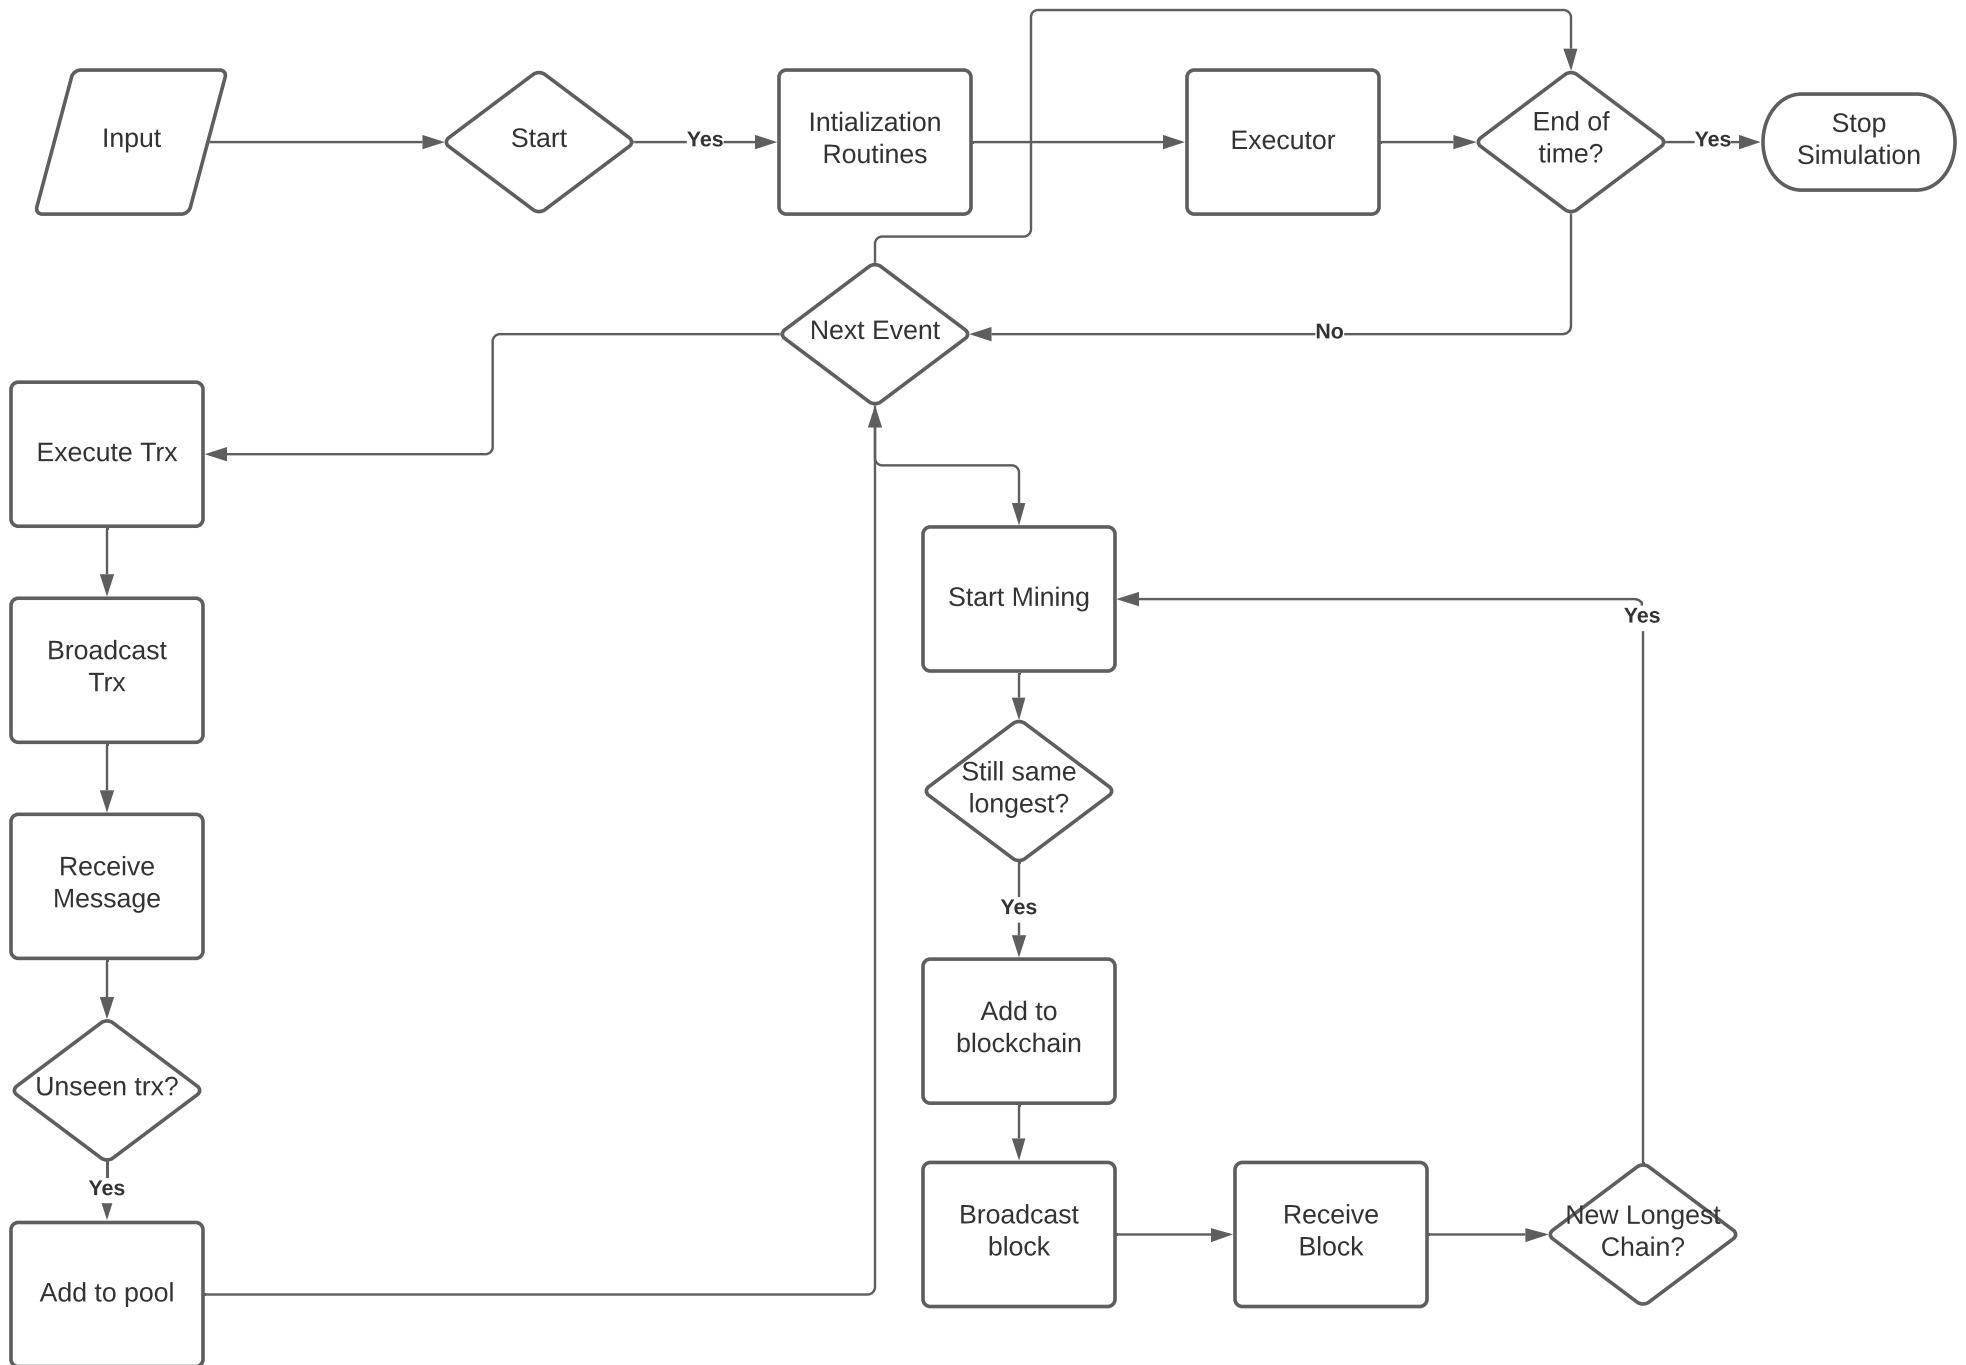 Input
Start
Yes
Intialization
Routines
Executor
End of
time?
Yes
Stop
Simulation
Next Event
No
Execute Trx
Broadcast
Trx
Receive
Message
Unseen trx?
Yes
Add to pool
Start Mining
Yes
Still same
longest?
Yes
Add to
blockchain
Broadcast
block
Receive
Block
New Longest
Chain?